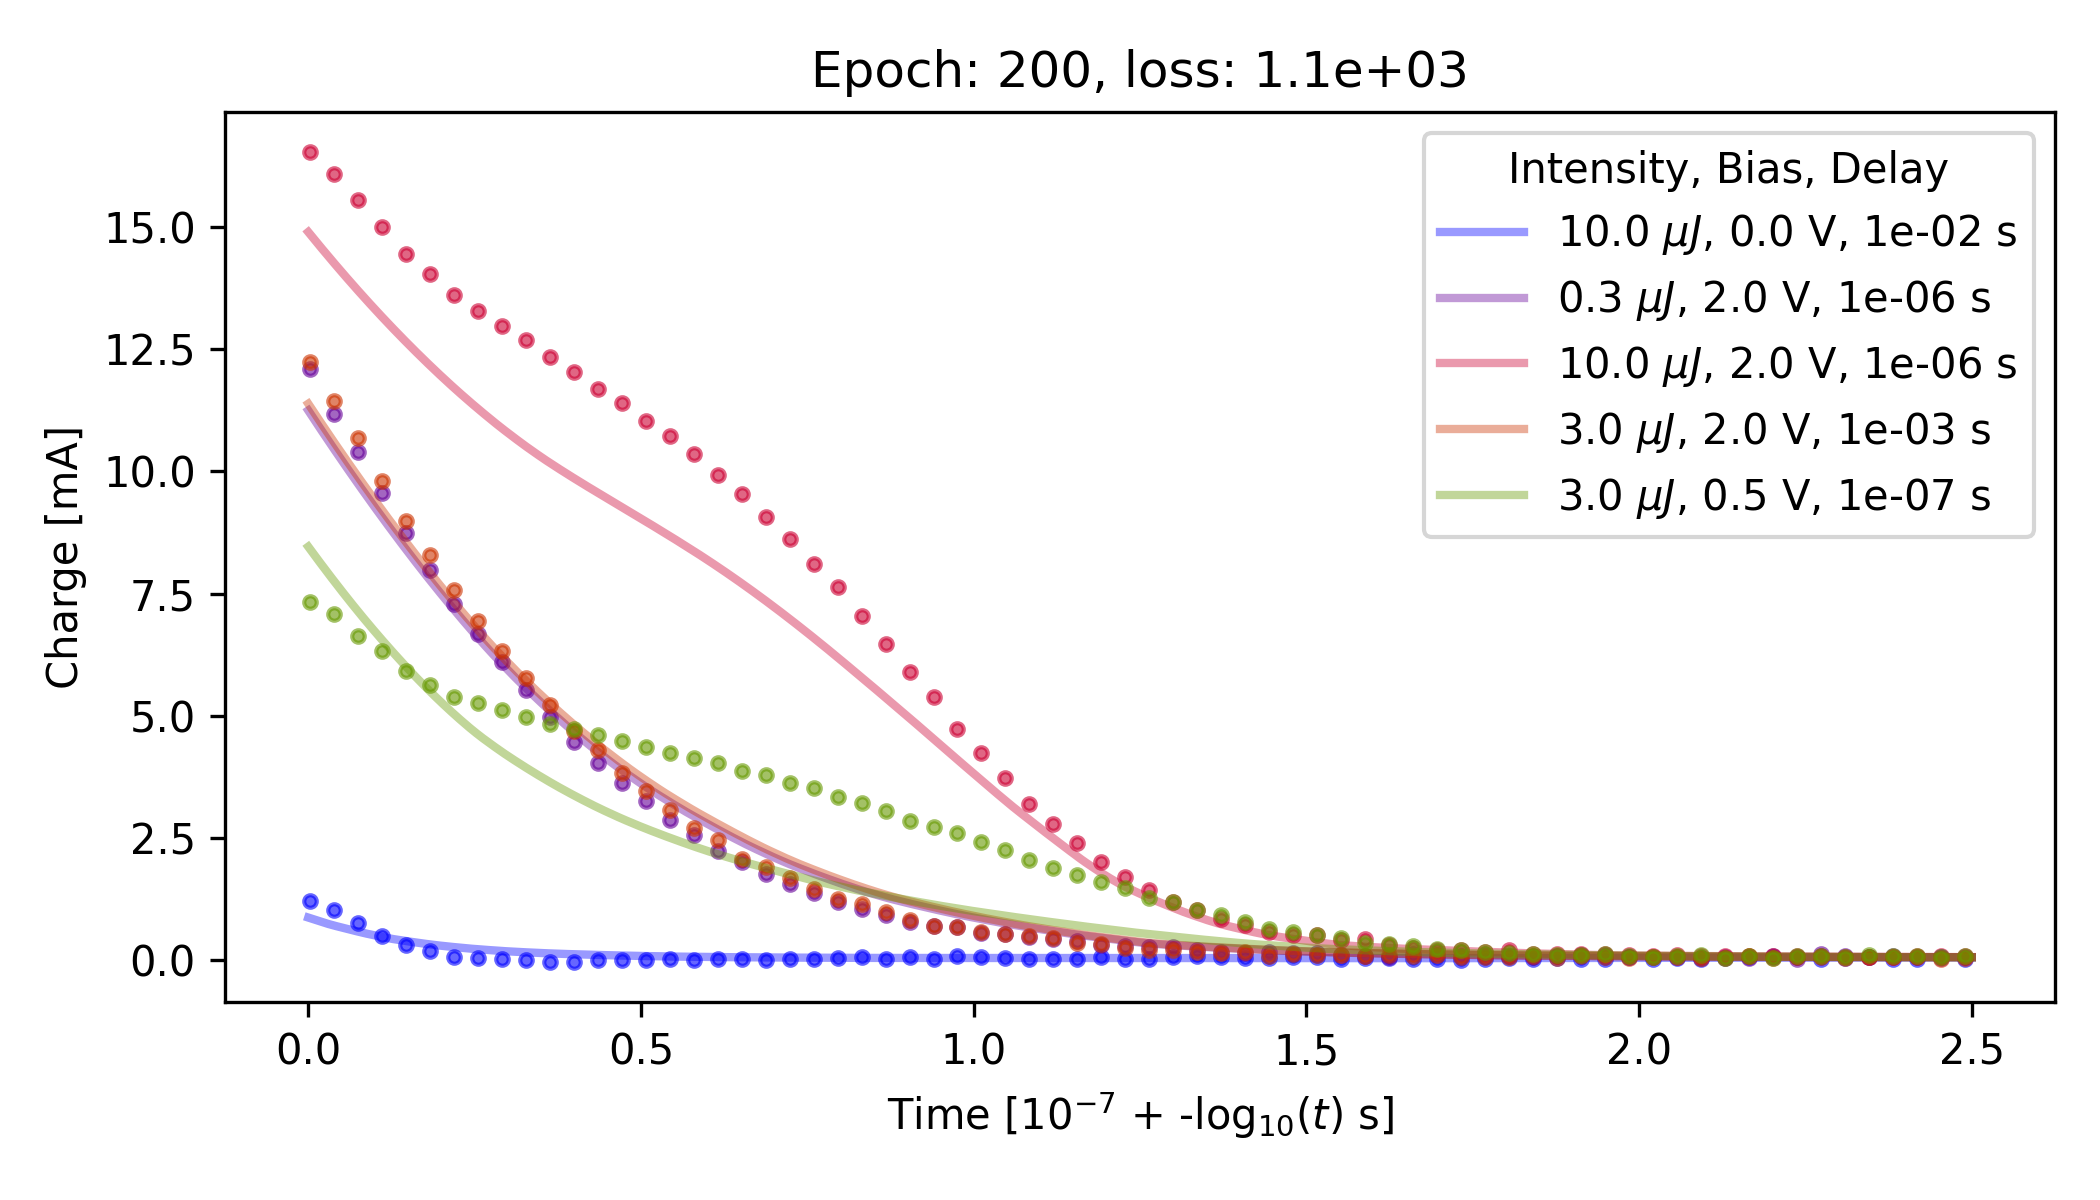 Epoch: 200, loss: 1.1e+03
Intensity, Bias, Delay
10.0 μJ, 0.0 V, 1e-02 s
0.3 μJ, 2.0 V, 1e-06 s
10.0 μJ, 2.0 V, 1e-06 s
3.0 μJ, 2.0 V, 1e-03 s
3.0 μJ, 0.5 V, 1e-07 s
Charge [mA]
15.0
12.5
10.0
7.5
5.0
2.5
0.0
0.0 0.5 1.0 1.5 2.0 2.5
Time [10⁻⁷ + -log₁₀(t) s]